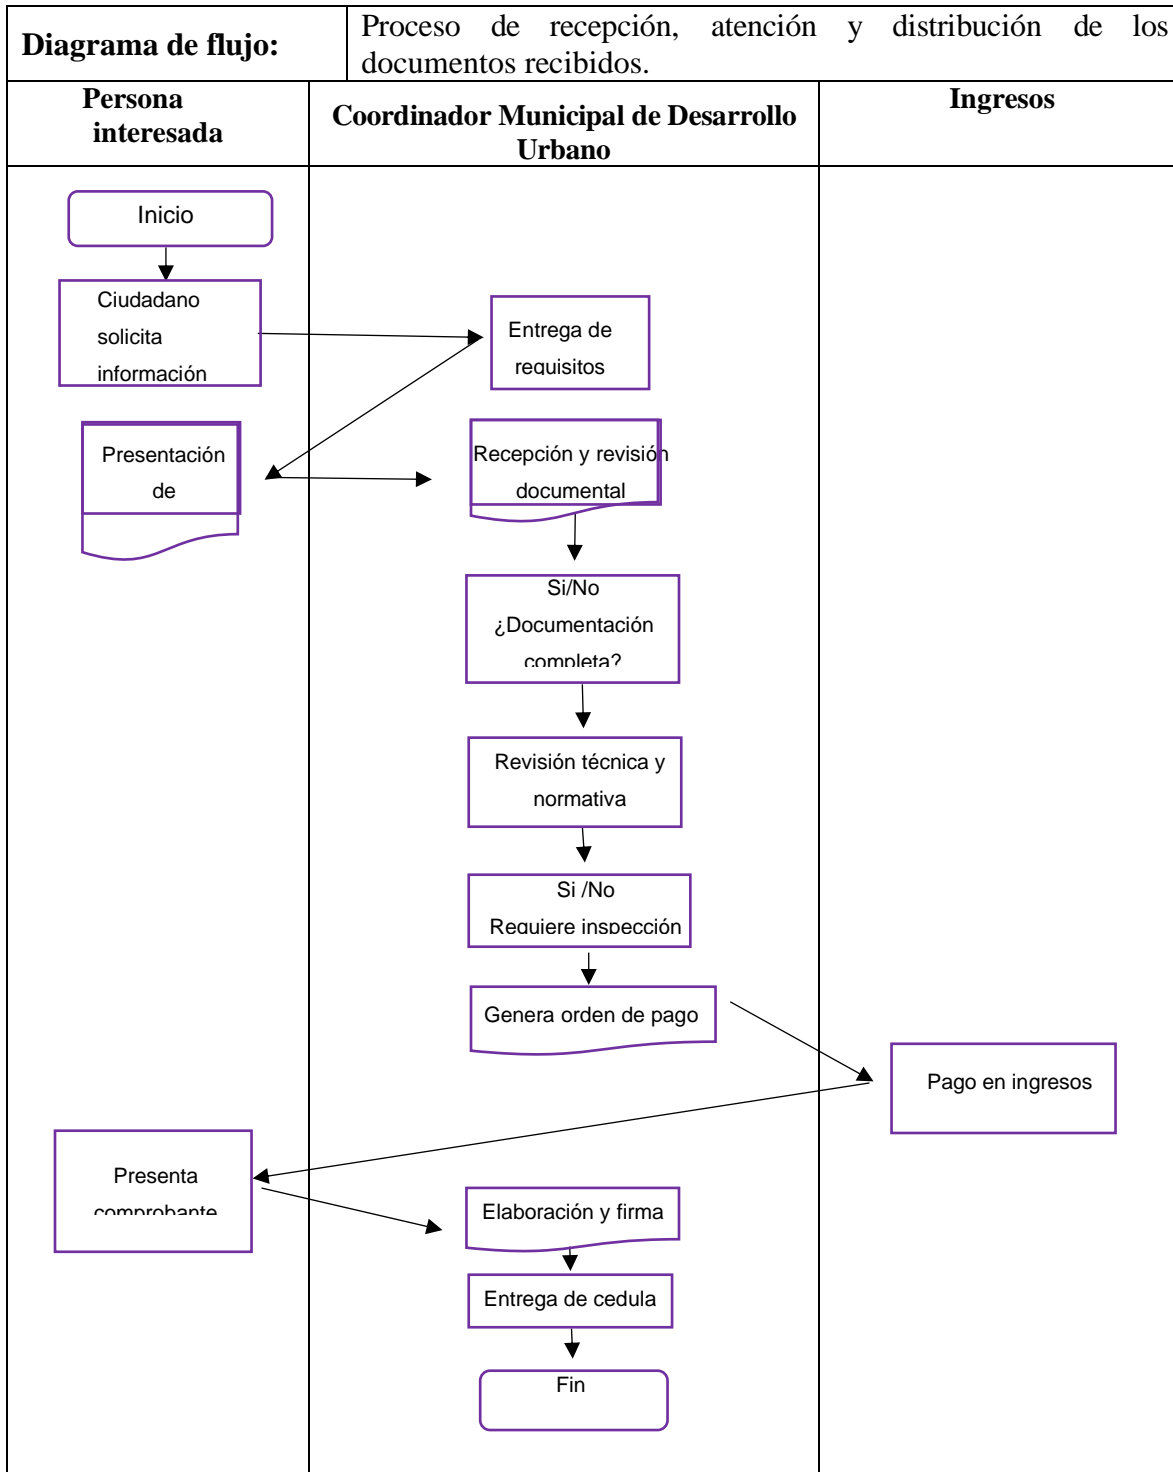 Diagrama de flujo:
Proceso de recepción, atención y distribución de los
documentos recibidos.
Persona
interesada
Coordinador Municipal de Desarrollo
Urbano
Ingresos
Inicio
Ciudadano
solicita
información
Entrega de
requisitos
Presentación
de
Recepción y revisión
documental
Si/No
¿Documentación
completa?
Revisión técnica y
normativa
Si /No
Requiere inspección
Genera orden de pago
Pago en ingresos
Presenta
comprobante
Elaboración y firma
Entrega de cedula
Fin